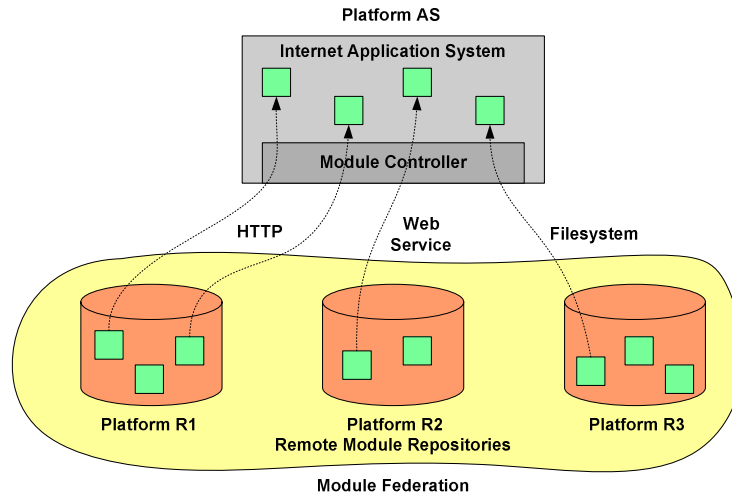 Platform AS
Internet Application System
Module Controller
HTTP
Web
Service
Filesystem
Platform R1
Platform R2
Platform R3
Remote Module Repositories
Module Federation